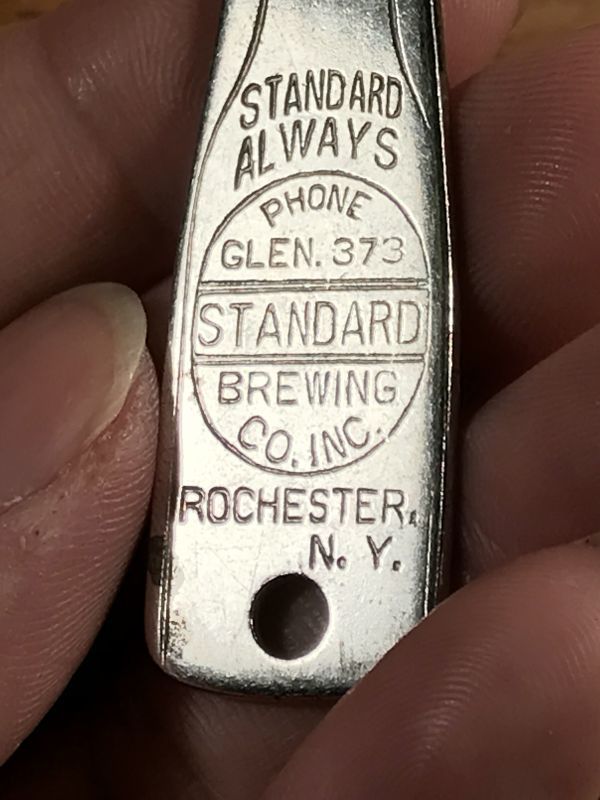 STANDARD
ALWAYS
PHONE
GLEN. 373
STANDARD
BREWING
CO. INC.
ROCHESTER,
N. Y.